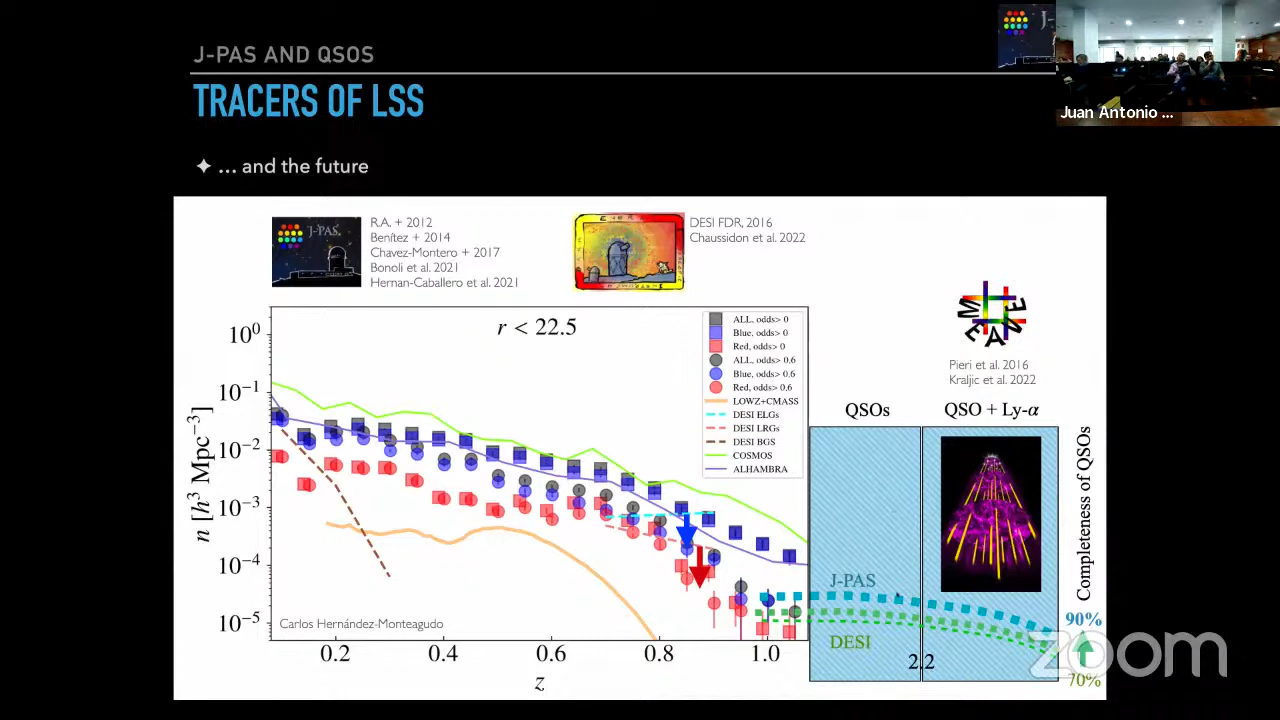 J-PAS AND QSOS
TRACERS OF LSS
Juan Antonio ...
✦ ... and the future
J-PAS
R.A. + 2012
Benítez + 2014
Chavez-Montero + 2017
Bonoli et al. 2021
Hernan-Caballero et al. 2021
DESI FDR, 2016
Chaussidon et al. 2022
WEAVE
Pieri et al. 2016
Kraljic et al. 2022
r < 22.5
ALL, odds> 0
Blue, odds> 0
Red, odds> 0
ALL, odds> 0.6
Blue, odds> 0.6
Red, odds> 0.6
LOWZ+CMASS
DESI ELGs
DESI LRGs
DESI BGS
COSMOS
ALHAMBRA
n [h³ Mpc⁻³]
10⁰
10⁻¹
10⁻²
10⁻³
10⁻⁴
10⁻⁵
Carlos Hernández-Monteagudo
0.2 0.4 0.6 0.8 1.0
z
QSOs
QSO + Ly-α
J-PAS
DESI
2.2
Completeness of QSOs
90%
70%
zoom